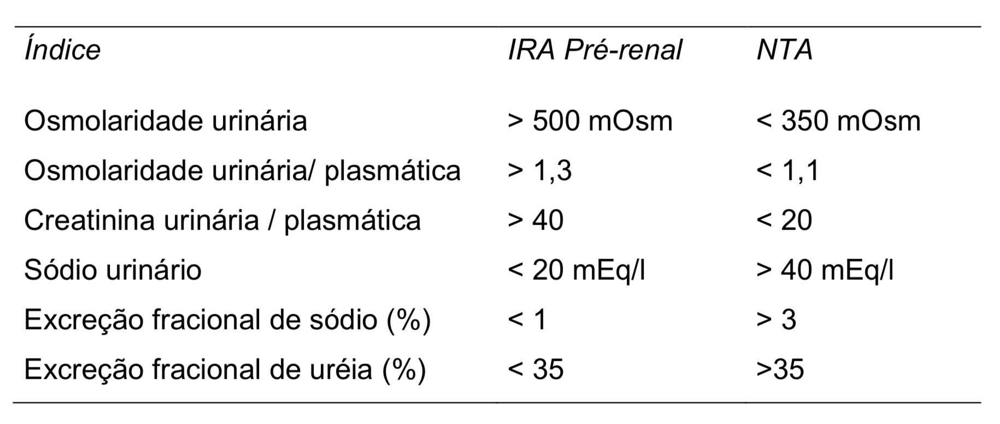 Índice IRA Pré-renal NTA
Osmolaridade urinária > 500 mOsm < 350 mOsm
Osmolaridade urinária/ plasmática > 1,3 < 1,1
Creatinina urinária / plasmática > 40 < 20
Sódio urinário < 20 mEq/l > 40 mEq/l
Excreção fracional de sódio (%) < 1 > 3
Excreção fracional de uréia (%) < 35 >35